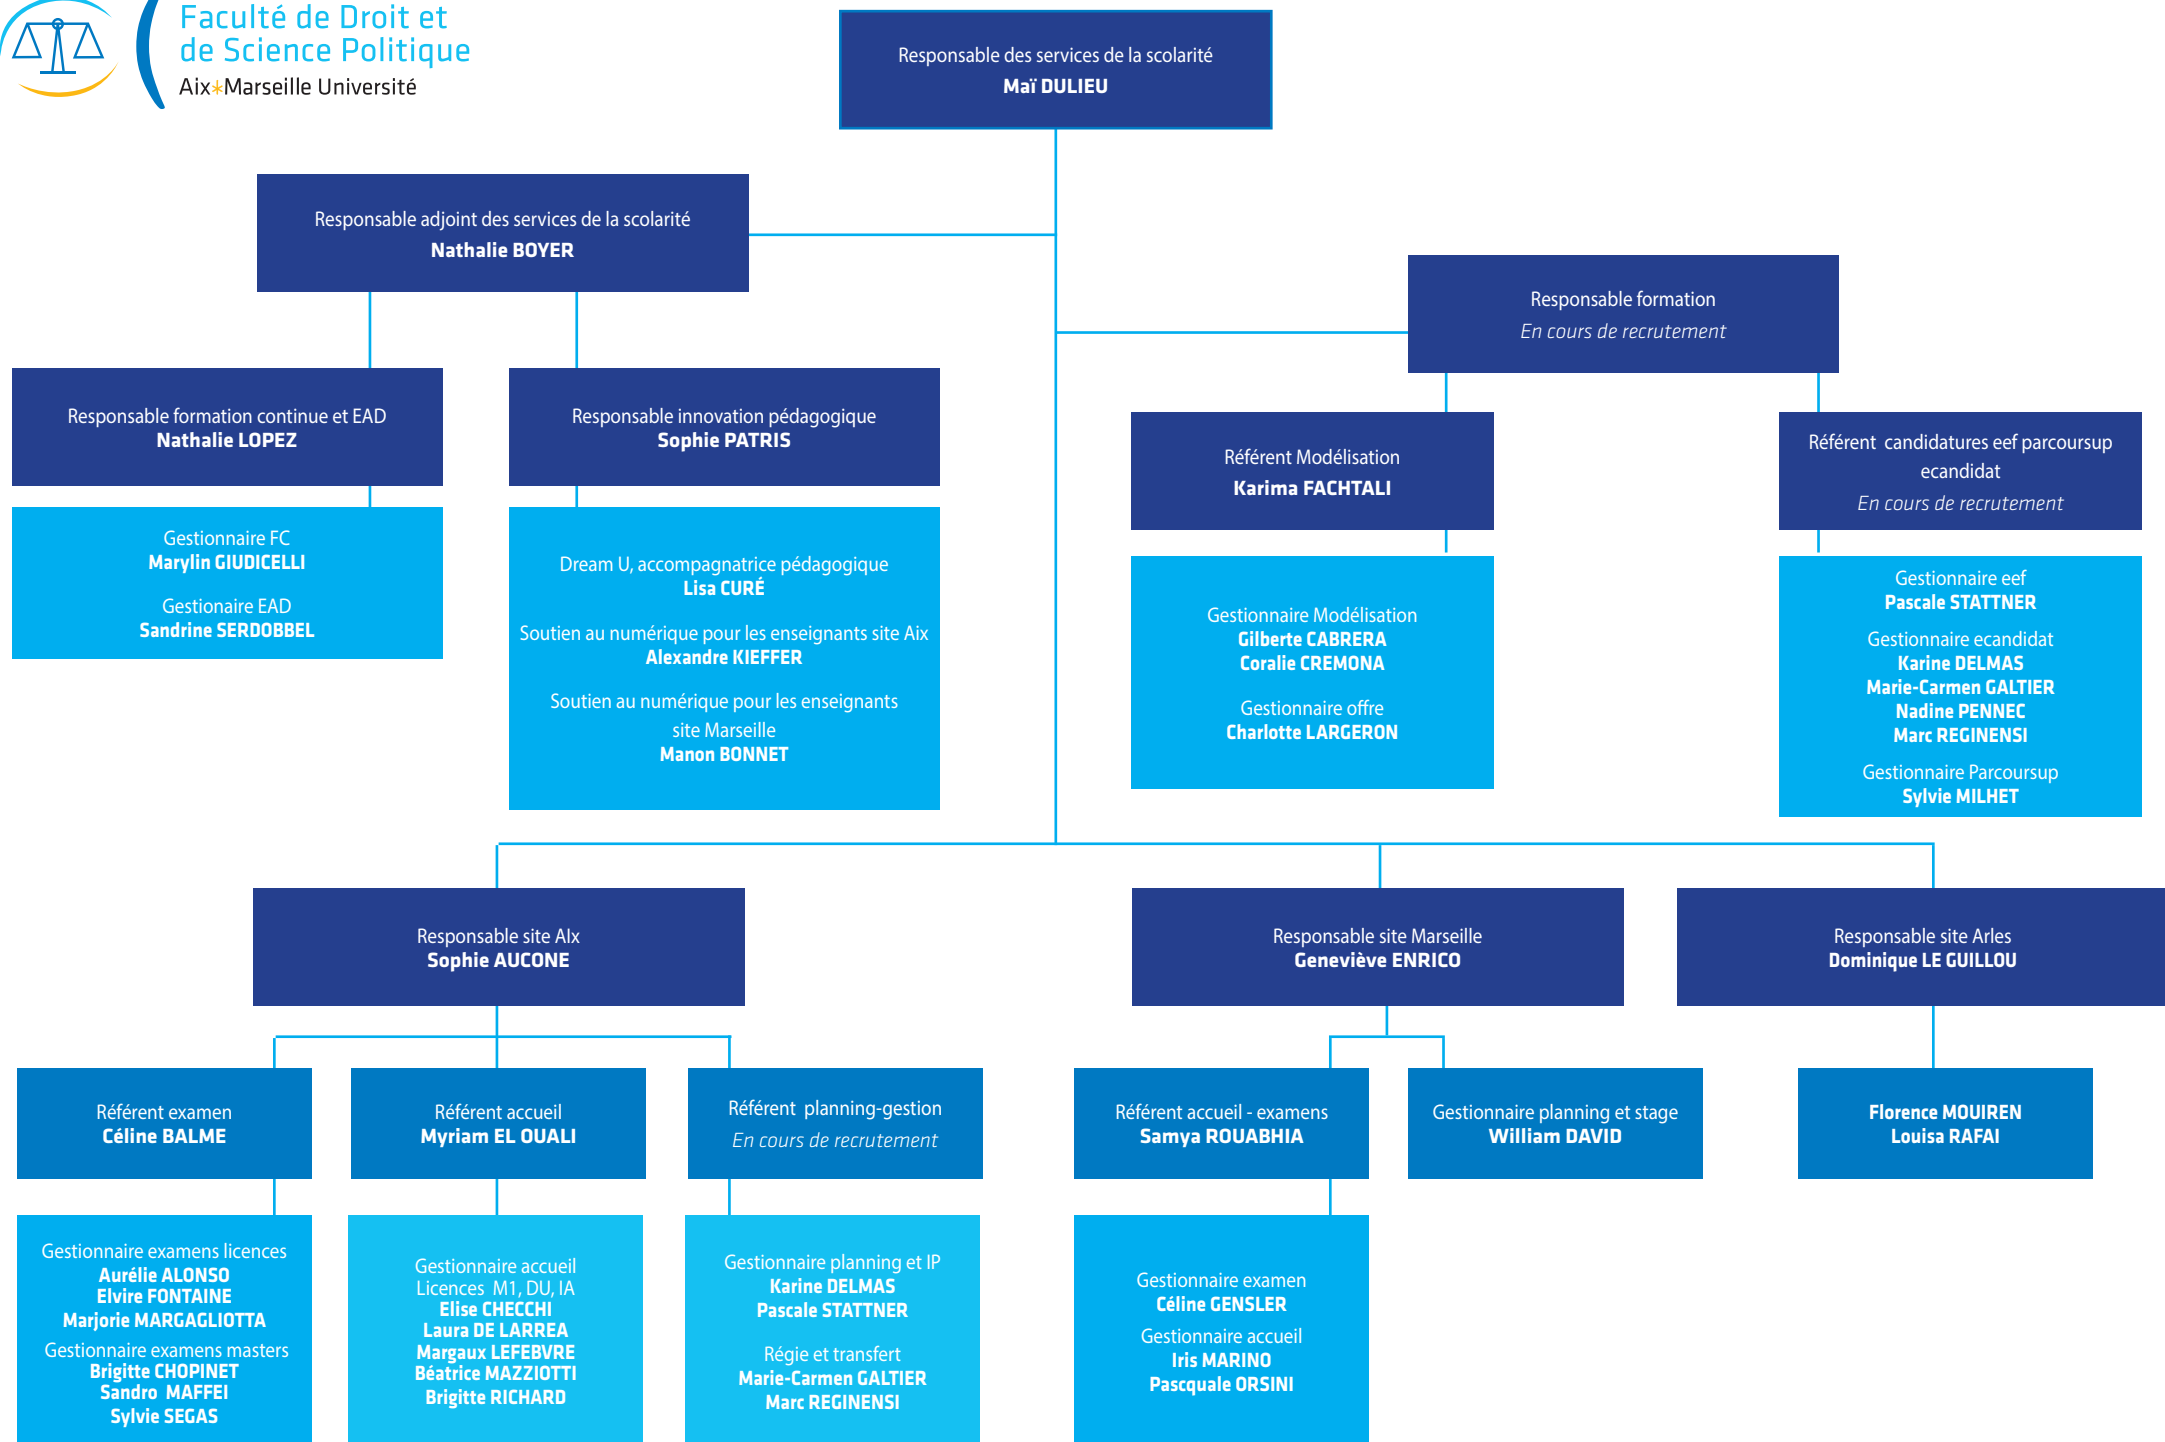 Faculté de Droit et
de Science Politique
Aix*Marseille Université
Responsable des services de la scolarité
Maï DULIEU
Responsable adjoint des services de la scolarité
Nathalie BOYER
Responsable formation
En cours de recrutement
Responsable formation continue et EAD
Nathalie LOPEZ
Responsable innovation pédagogique
Sophie PATRIS
Référent Modélisation
Karima FACHTALI
Référent candidatures eef parcoursup
ecandidat
En cours de recrutement
Gestionnaire FC
Marylin GIUDICELLI
Gestionaire EAD
Sandrine SERDOBBEL
Dream U, accompagnatrice pédagogique
Lisa CURÉ
Soutien au numérique pour les enseignants site Aix
Alexandre KIEFFER
Soutien au numérique pour les enseignants
site Marseille
Manon BONNET
Gestionnaire Modélisation
Gilberte CABRERA
Coralie CREMONA
Gestionnaire offre
Charlotte LARGERON
Gestionnaire eef
Pascale STATTNER
Gestionnaire ecandidat
Karine DELMAS
Marie-Carmen GALTIER
Nadine PENNEC
Marc REGINENSI
Gestionnaire Parcoursup
Sylvie MILHET
Responsable site AIx
Sophie AUCONE
Responsable site Marseille
Geneviève ENRICO
Responsable site Arles
Dominique LE GUILLOU
Référent examen
Céline BALME
Référent accueil
Myriam EL OUALI
Référent planning-gestion
En cours de recrutement
Référent accueil - examens
Samya ROUABHIA
Gestionnaire planning et stage
William DAVID
Florence MOUIREN
Louisa RAFAI
Gestionnaire examens licences
Aurélie ALONSO
Elvire FONTAINE
Marjorie MARGAGLIOTTA
Gestionnaire examens masters
Brigitte CHOPINET
Sandro MAFFEI
Sylvie SEGAS
Gestionnaire accueil
Licences M1, DU, IA
Elise CHECCHI
Laura DE LARREA
Margaux LEFEBVRE
Béatrice MAZZIOTTI
Brigitte RICHARD
Gestionnaire planning et IP
Karine DELMAS
Pascale STATTNER
Régie et transfert
Marie-Carmen GALTIER
Marc REGINENSI
Gestionnaire examen
Céline GENSLER
Gestionnaire accueil
Iris MARINO
Pascquale ORSINI